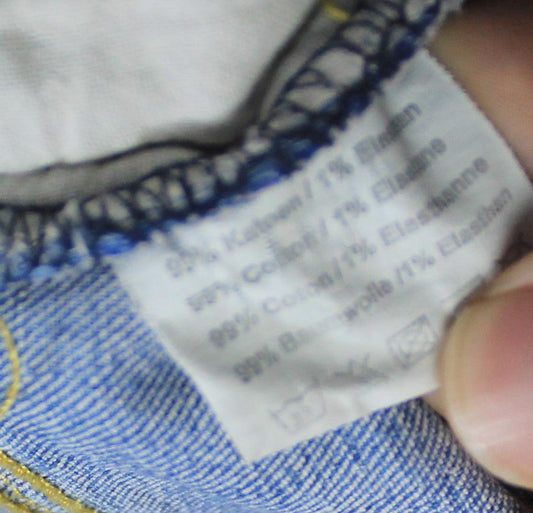 99% Katoen / 1% Elastan
99% Cotton / 1% Elastane
99% Coton / 1% Elasthanne
99% Baumwolle / 1% Elasthan